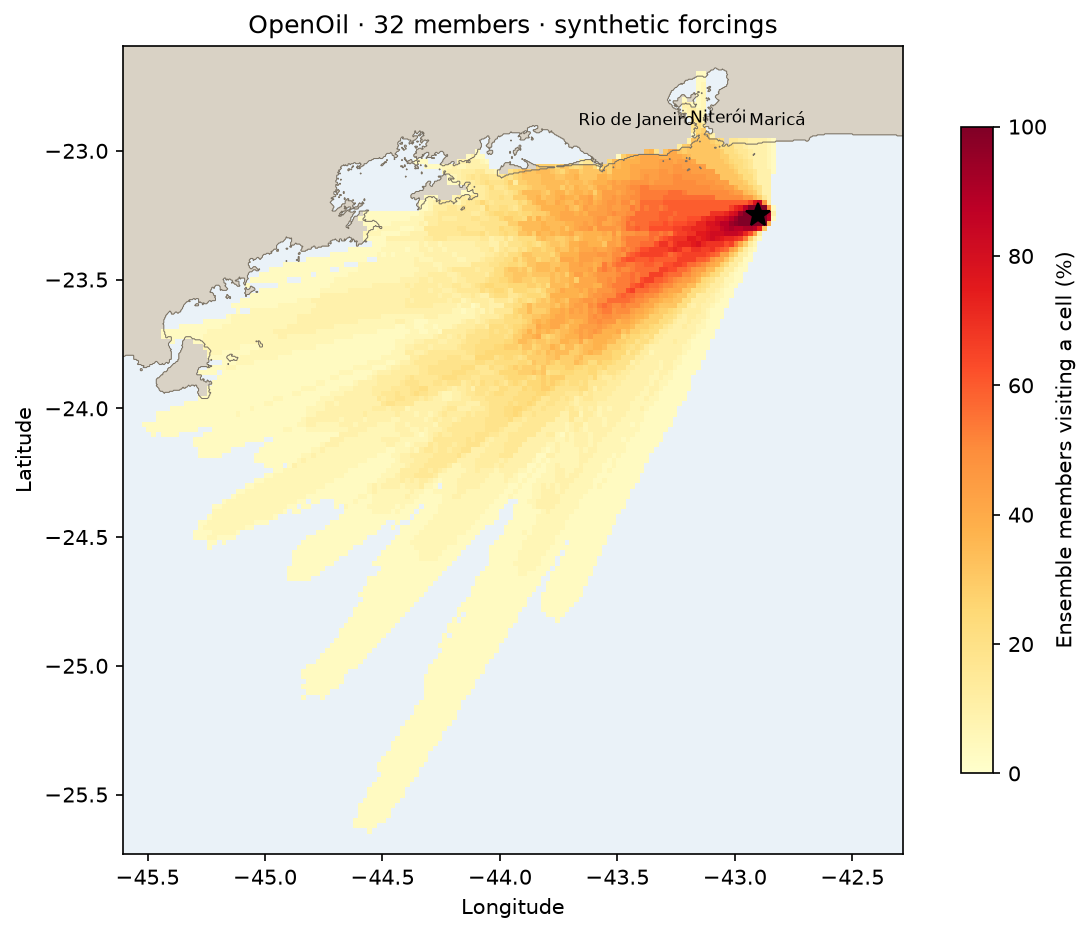 OpenOil · 32 members · synthetic forcings
Rio de Janeiro
Niterói
Maricá
−23.0
−23.5
−24.0
−24.5
−25.0
−25.5
Latitude
−45.5
−45.0
−44.5
−44.0
−43.5
−43.0
−42.5
Longitude
100
80
60
40
20
0
Ensemble members visiting a cell (%)